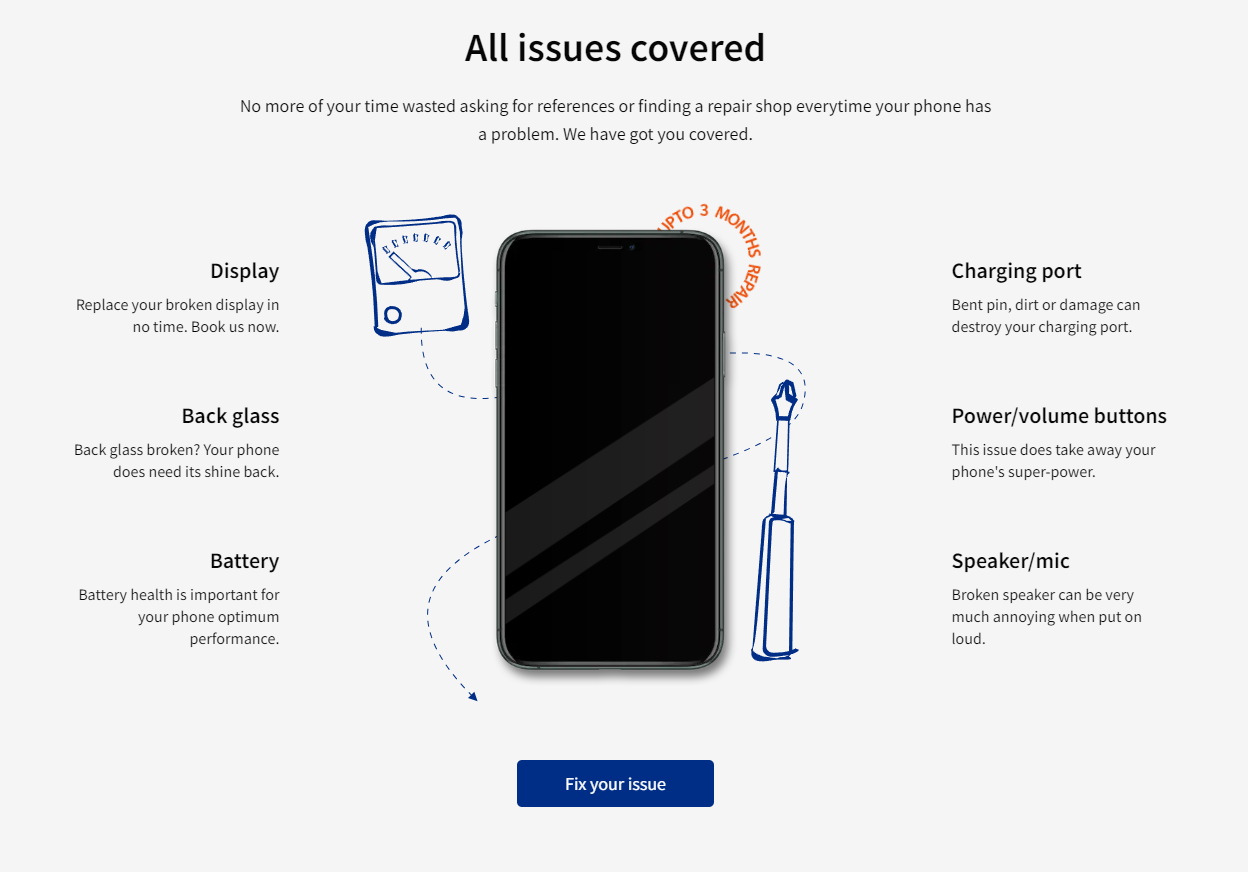 All issues covered
No more of your time wasted asking for references or finding a repair shop everytime your phone has
a problem. We have got you covered.
UPTO 3 MONTHS REPAIR
Display
Replace your broken display in
no time. Book us now.
Back glass
Back glass broken? Your phone
does need its shine back.
Battery
Battery health is important for
your phone optimum
performance.
Charging port
Bent pin, dirt or damage can
destroy your charging port.
Power/volume buttons
This issue does take away your
phone's super-power.
Speaker/mic
Broken speaker can be very
much annoying when put on
loud.
Fix your issue